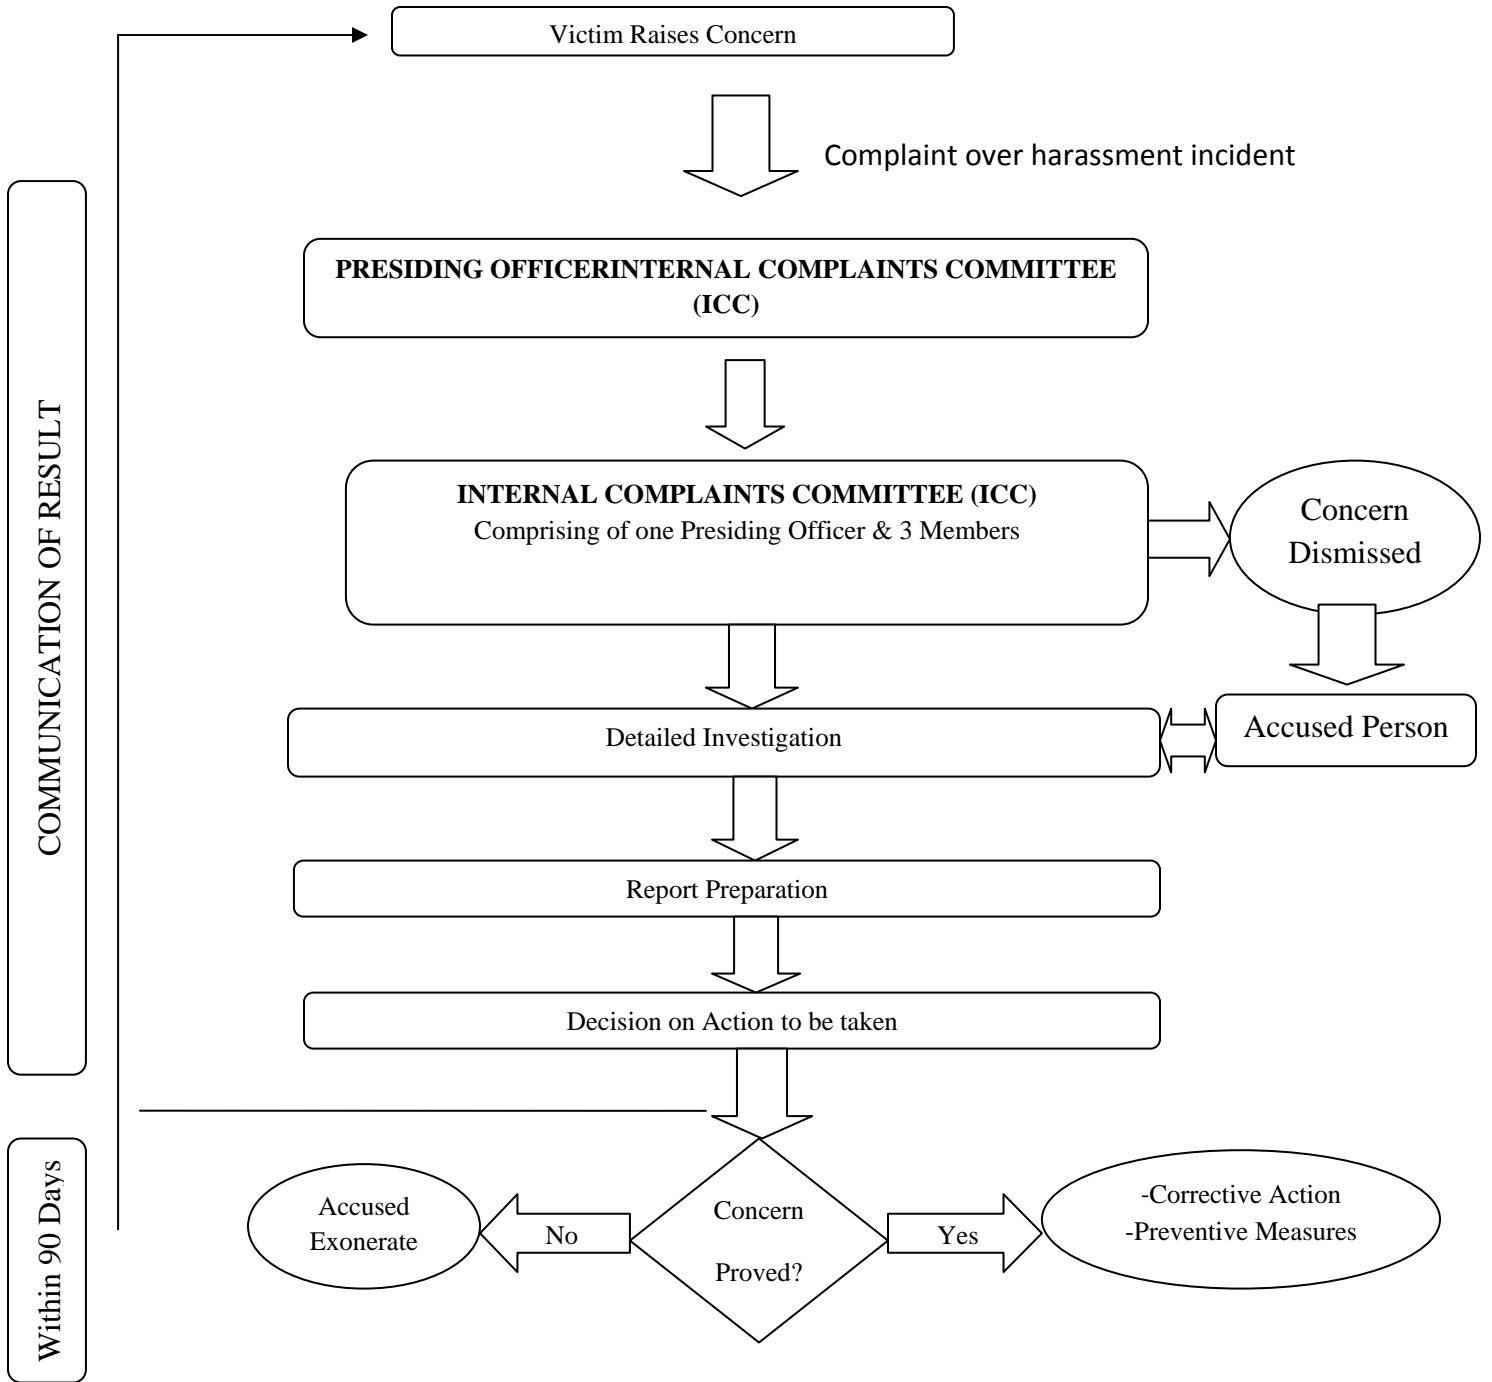 Victim Raises Concern
Complaint over harassment incident
PRESIDING OFFICERINTERNAL COMPLAINTS COMMITTEE
(ICC)
INTERNAL COMPLAINTS COMMITTEE (ICC)
Comprising of one Presiding Officer & 3 Members
Concern
Dismissed
Accused Person
Detailed Investigation
Report Preparation
Decision on Action to be taken
Concern
Proved?
No
Accused
Exonerate
Yes
-Corrective Action
-Preventive Measures
COMMUNICATION OF RESULT
Within 90 Days